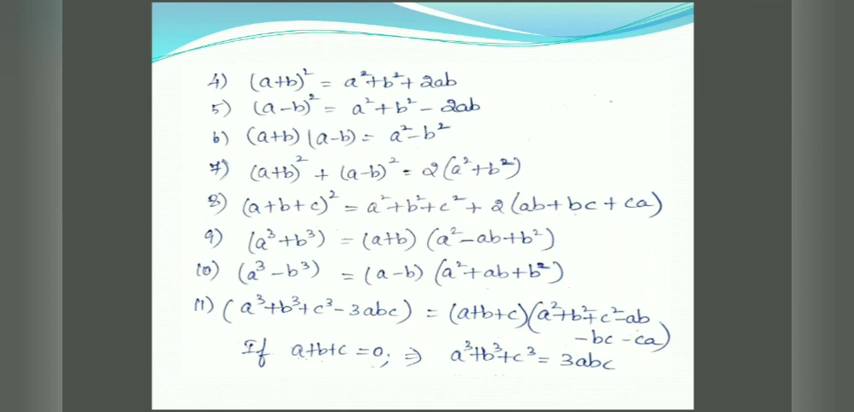 4) (a+b)² = a²+b²+2ab
5) (a-b)² = a²+b²-2ab
6) (a+b)(a-b) = a²-b²
7) (a+b)² + (a-b)² = 2(a²+b²)
8) (a+b+c)² = a²+b²+c²+2(ab+bc+ca)
9) (a³+b³) = (a+b)(a²-ab+b²)
10) (a³-b³) = (a-b)(a²+ab+b²)
11) (a³+b³+c³-3abc) = (a+b+c)(a²+b²+c²-ab
-bc-ca)
If a+b+c=0; ⇒ a³+b³+c³=3abc